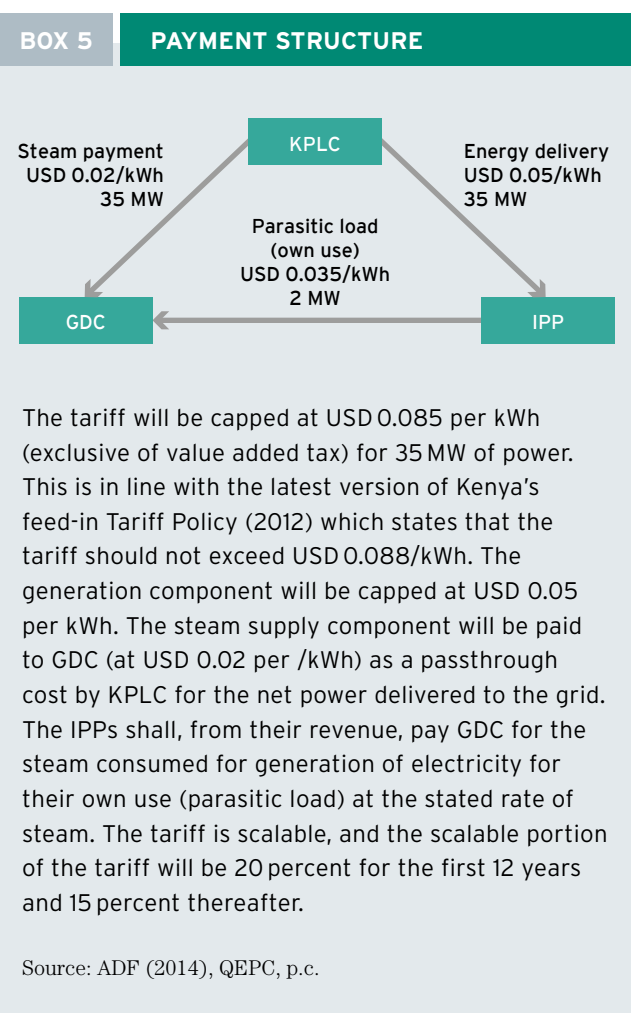 BOX 5
PAYMENT STRUCTURE
KPLC
Steam payment
USD 0.02/kWh
35 MW
Energy delivery
USD 0.05/kWh
35 MW
Parasitic load
(own use)
USD 0.035/kWh
2 MW
GDC
IPP
The tariff will be capped at USD 0.085 per kWh
(exclusive of value added tax) for 35 MW of power.
This is in line with the latest version of Kenya's
feed-in Tariff Policy (2012) which states that the
tariff should not exceed USD 0.088/kWh. The
generation component will be capped at USD 0.05
per kWh. The steam supply component will be paid
to GDC (at USD 0.02 per /kWh) as a passthrough
cost by KPLC for the net power delivered to the grid.
The IPPs shall, from their revenue, pay GDC for the
steam consumed for generation of electricity for
their own use (parasitic load) at the stated rate of
steam. The tariff is scalable, and the scalable portion
of the tariff will be 20 percent for the first 12 years
and 15 percent thereafter.
Source: ADF (2014), QEPC, p.c.